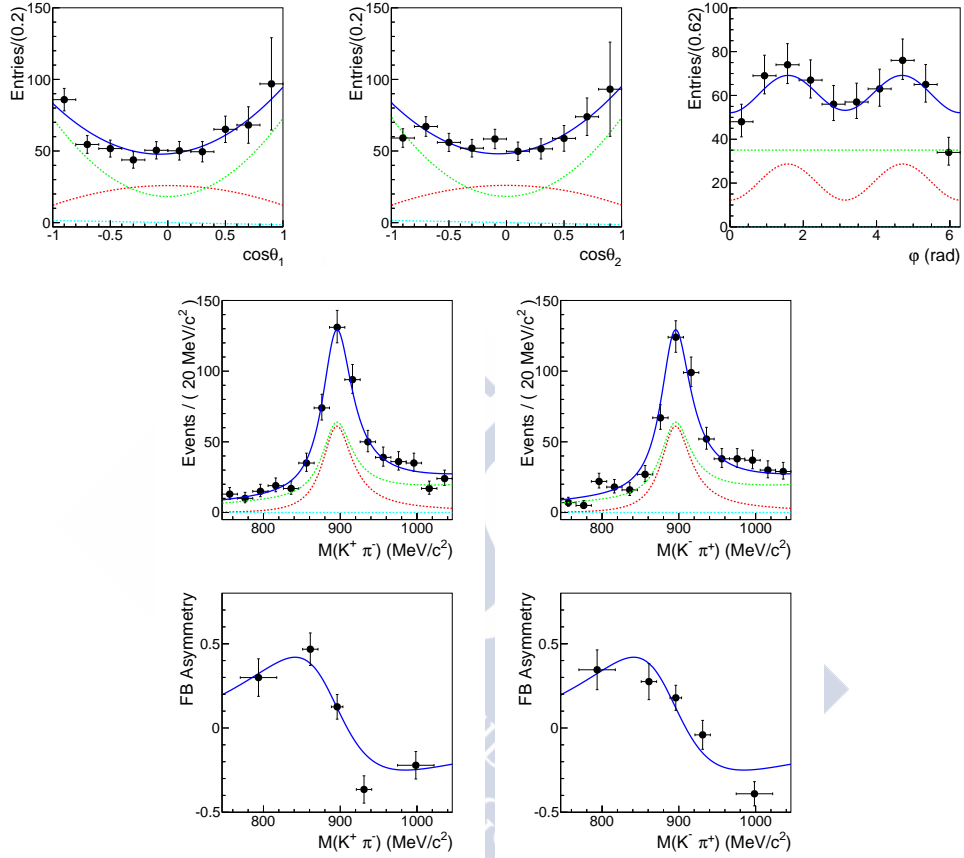 Entries/(0.2)
150
100
50
0
-1 -0.5 0 0.5 1
cosθ1
Entries/(0.2)
150
100
50
0
-1 -0.5 0 0.5 1
cosθ2
Entries/(0.62)
100
80
60
40
20
0
0 2 4 6
φ (rad)
Events / ( 20 MeV/c²)
150
100
50
0
800 900 1000
M(K⁺ π⁻) (MeV/c²)
Events / ( 20 MeV/c²)
150
100
50
0
800 900 1000
M(K⁻ π⁺) (MeV/c²)
FB Asymmetry
0.5
0
-0.5
800 900 1000
M(K⁺ π⁻) (MeV/c²)
FB Asymmetry
0.5
0
-0.5
800 900 1000
M(K⁻ π⁺) (MeV/c²)